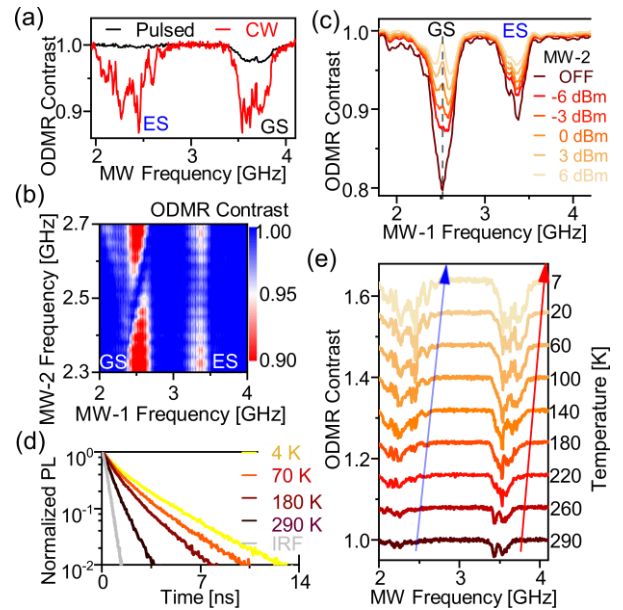 (a)
Pulsed
CW
1.0
0.9
ES
GS
2
3
4
ODMR Contrast
MW Frequency [GHz]
(b)
ODMR Contrast
2.7
2.6
2.5
2.4
2.3
GS
ES
1.00
0.95
0.90
2
3
4
MW-2 Frequency [GHz]
MW-1 Frequency [GHz]
(c)
GS
ES
1.0
0.9
0.8
MW-2
OFF
-6 dBm
-3 dBm
0 dBm
3 dBm
6 dBm
2
3
4
ODMR Contrast
MW-1 Frequency [GHz]
(d)
10⁰
10⁻¹
10⁻²
4 K
70 K
180 K
290 K
IRF
0
7
14
Normalized PL
Time [ns]
(e)
1.6
1.4
1.2
1.0
7
20
60
100
140
180
220
260
290
2
3
4
ODMR Contrast
Temperature [K]
MW Frequency [GHz]